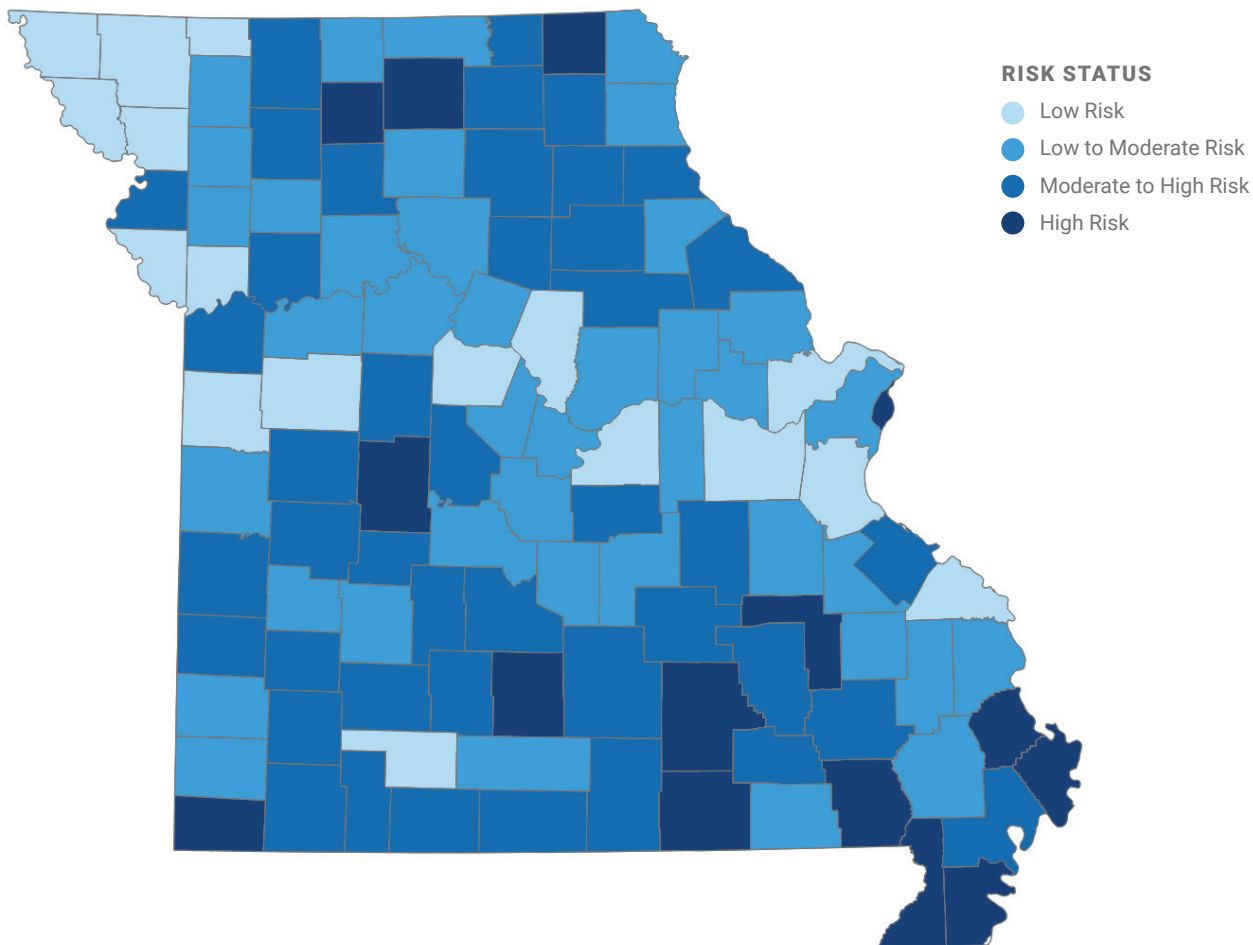 RISK STATUS
Low Risk
Low to Moderate Risk
Moderate to High Risk
High Risk